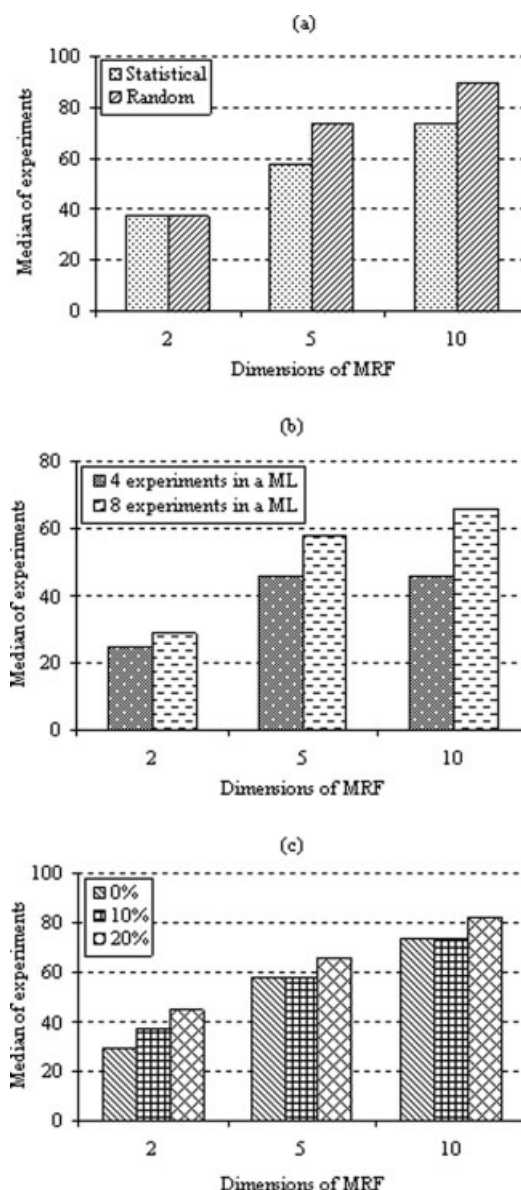 (a)
100
80
60
40
20
0
Median of experiments
Statistical
Random
2 5 10
Dimensions of MRF
(b)
80
60
40
20
0
Median of experiments
4 experiments in a ML
8 experiments in a ML
2 5 10
Dimensions of MRF
(c)
100
80
60
40
20
0
Median of experiments
0%
10%
20%
2 5 10
Dimensions of MRF